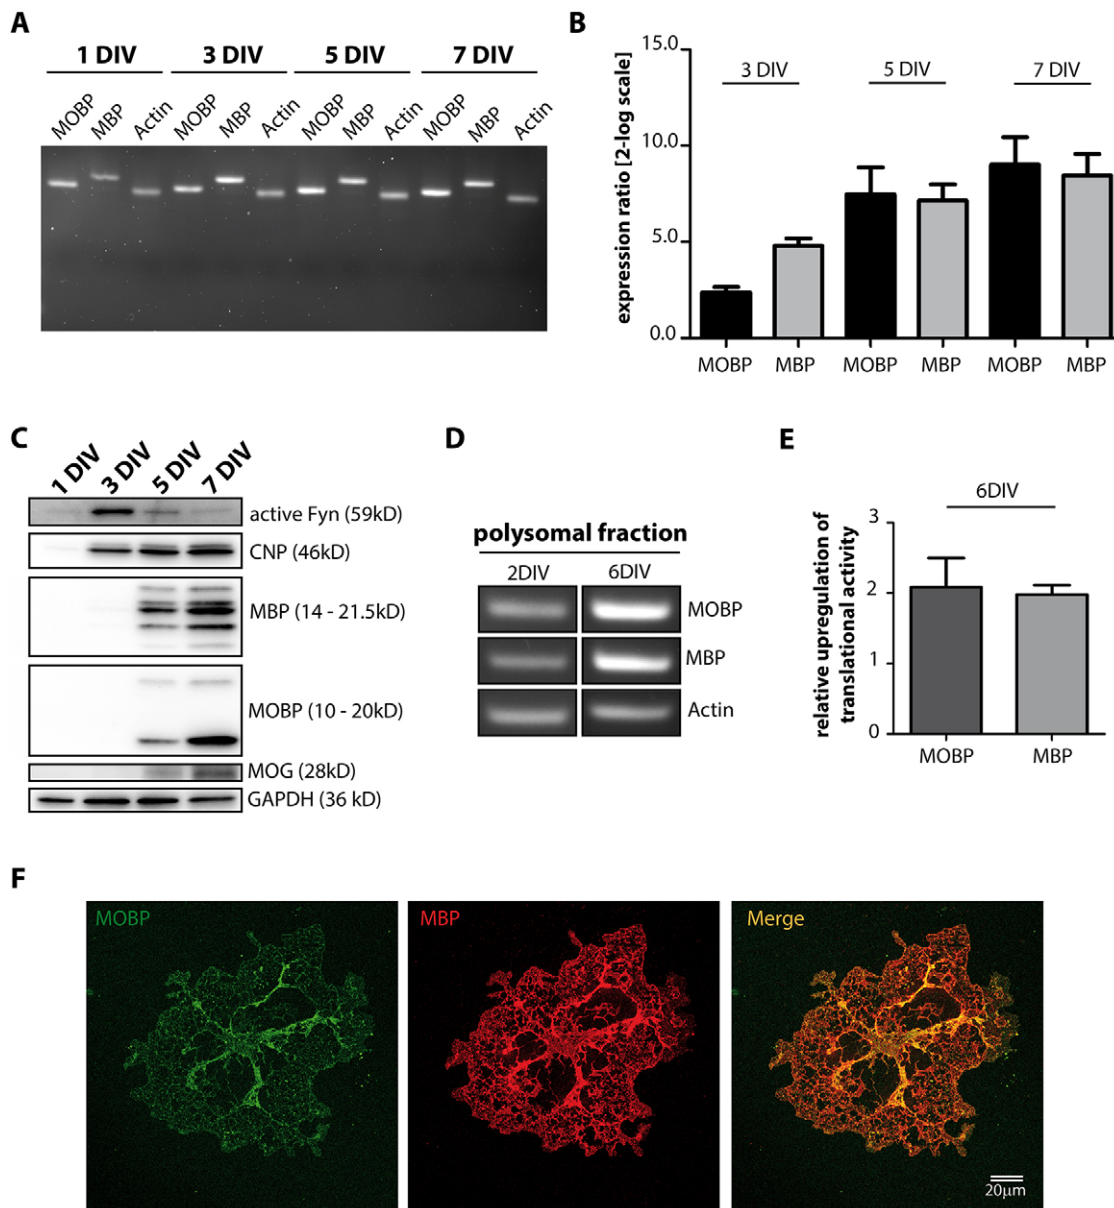 A
1 DIV 3 DIV 5 DIV 7 DIV
MOBP MBP Actin MOBP MBP Actin MOBP MBP Actin MOBP MBP Actin
B
expression ratio [2-log scale]
15.0
10.0
5.0
0.0
3 DIV 5 DIV 7 DIV
MOBP MBP MOBP MBP MOBP MBP
C
1 DIV 3 DIV 5 DIV 7 DIV
active Fyn (59kD)
CNP (46kD)
MBP (14 - 21.5kD)
MOBP (10 - 20kD)
MOG (28kD)
GAPDH (36 kD)
D
polysomal fraction
2DIV 6DIV
MOBP
MBP
Actin
E
relative upregulation of
translational activity
6DIV
3
2
1
0
MOBP MBP
F
MOBP MBP Merge
20μm